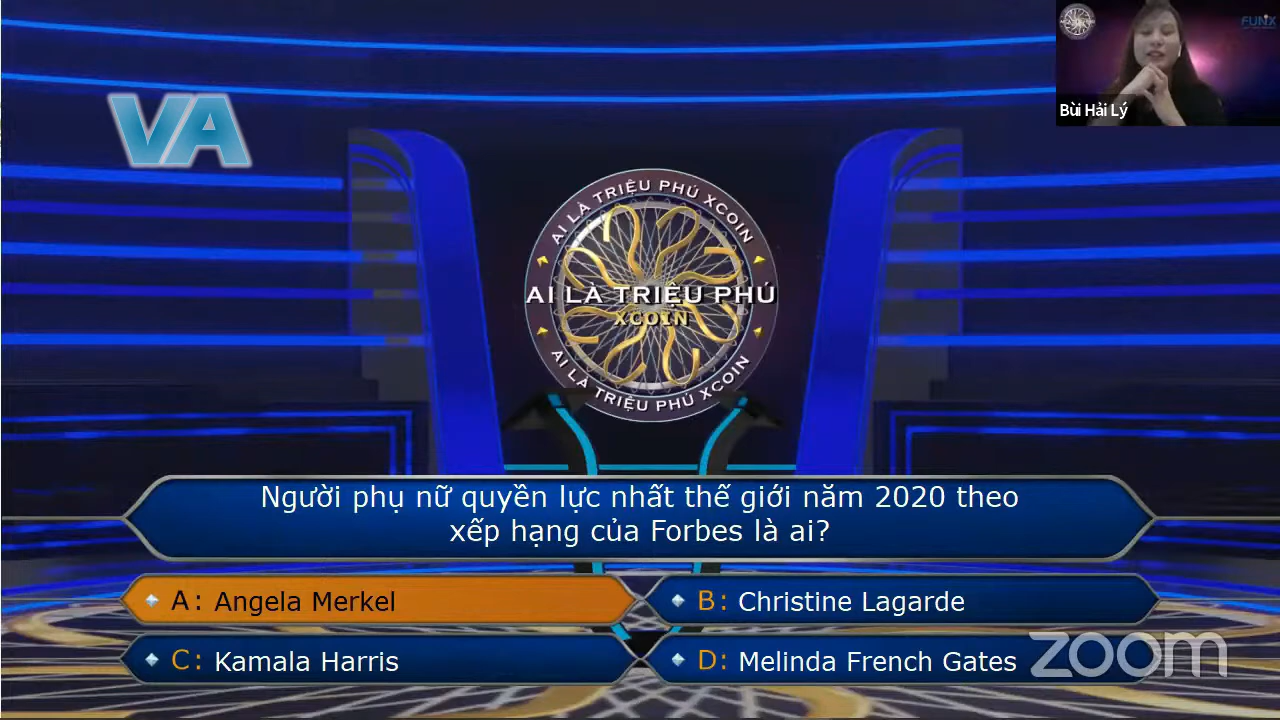 VA
FUNX
Bùi Hải Lý
AI LÀ TRIỆU PHÚ XCOIN
AI LÀ TRIỆU PHÚ
XCOIN
AI LÀ TRIỆU PHÚ XCOIN
Người phụ nữ quyền lực nhất thế giới năm 2020 theo
xếp hạng của Forbes là ai?
A: Angela Merkel
B: Christine Lagarde
C: Kamala Harris
D: Melinda French Gates
zoom